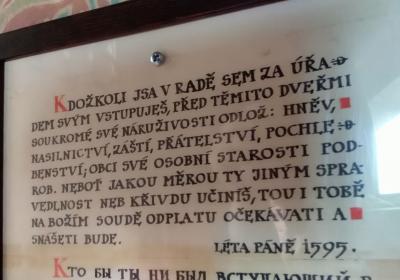 KDOŽKOLI JSA V RADĚ SEM ZA ÚŘA-
DEM SVÝM VSTUPUJEŠ, PŘED TĚMITO DVEŘMI
SOUKROMÉ SVÉ NÁRUŽIVOSTI ODLOŽ: HNĚV,
NÁSILNICTVÍ, ZÁŠTÍ, PŘÁTELSTVÍ, POCHLE-
BENSTVÍ; OBCI SVÉ OSOBNÍ STAROSTI POD-
ROB. NEBOŤ JAKOU MĚROU TY JINÝM SPRA-
VEDLNOST NEB KŘIVDU UČINÍŠ, TOU I TOBĚ
NA BOŽÍM SOUDĚ ODPLATU OČEKÁVATI A
SNÁŠETI BUDE.
LÉTA PÁNĚ 1595.
КТО БЫ ТЫ НИ БЫЛ ВСТУПАЮЩИЙ В